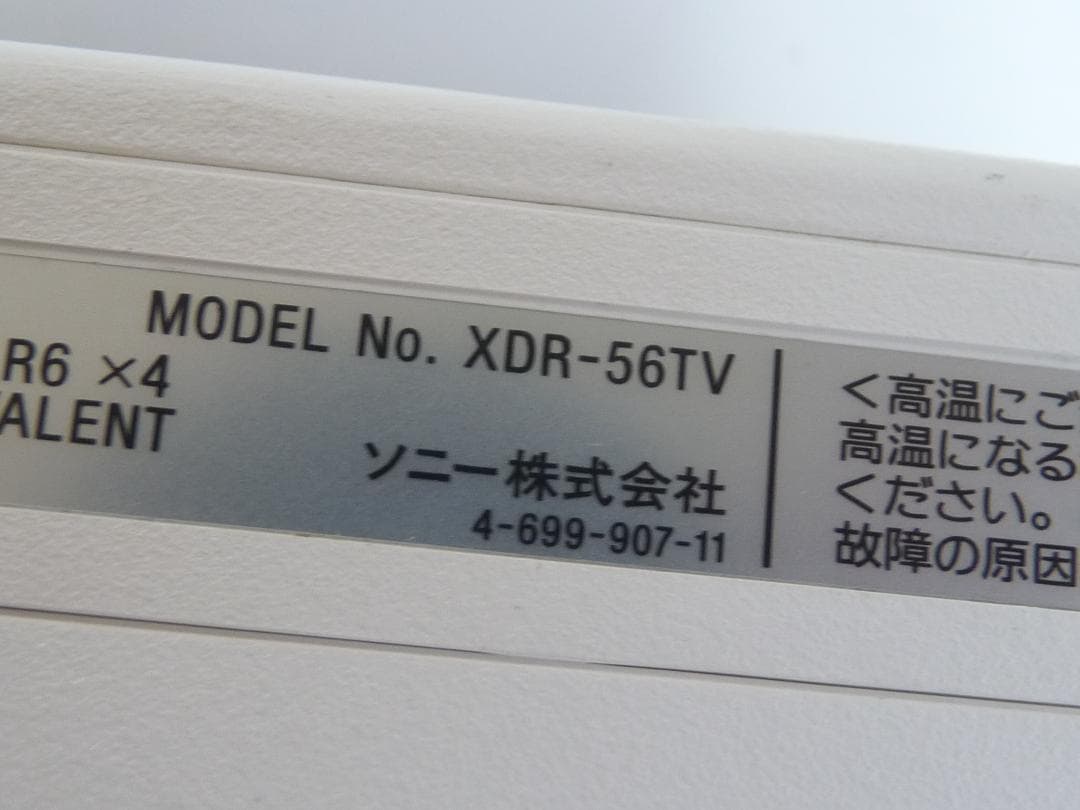 MODEL No. XDR-56TV
R6 ×4
VALENT
ソニー株式会社
4-699-907-11
<高温にご
高温になる
ください。
故障の原因